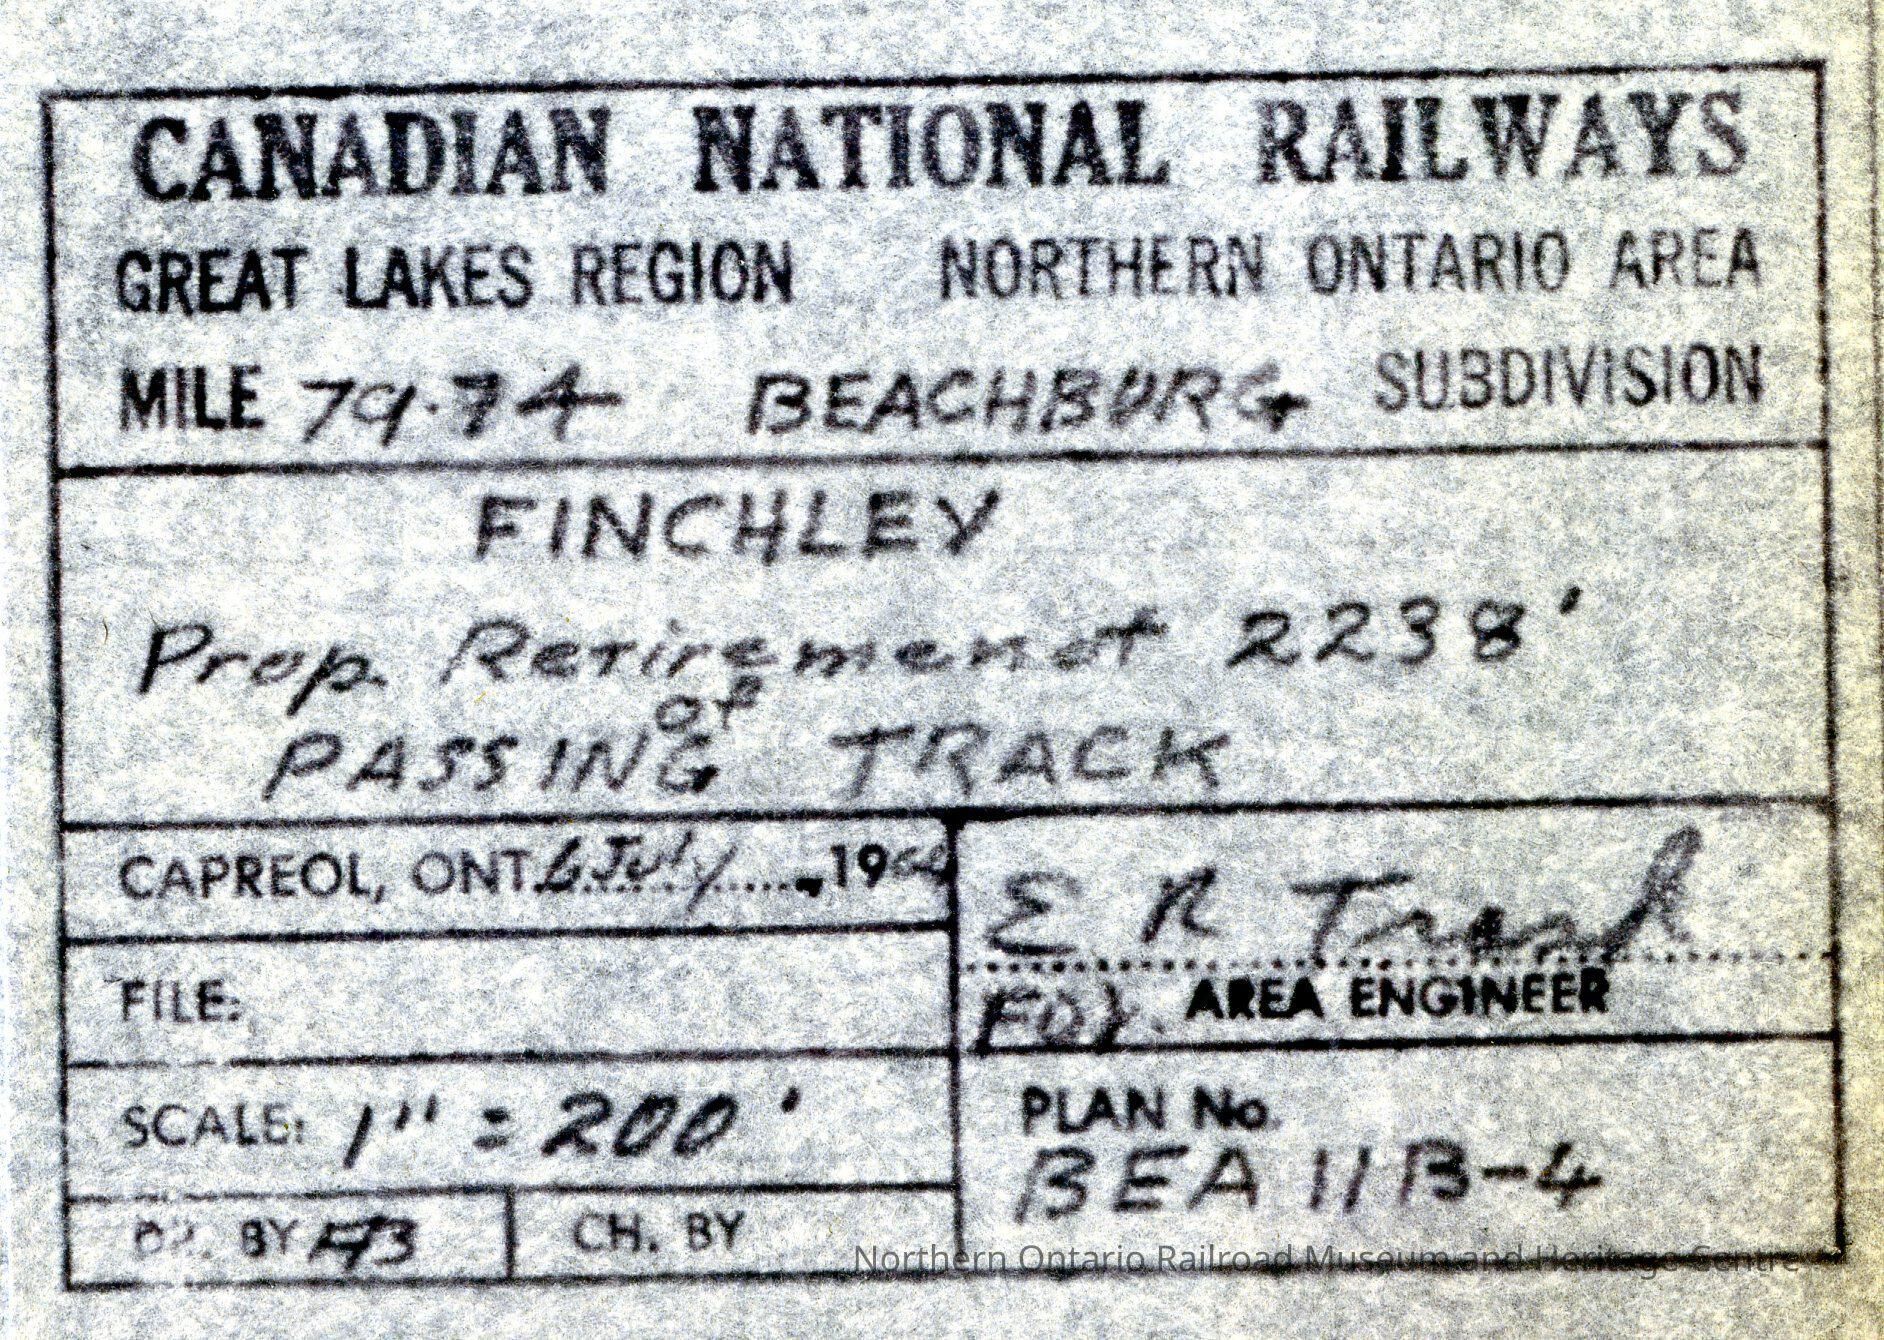 CANADIAN NATIONAL RAILWAYS
GREAT LAKES REGION NORTHERN ONTARIO AREA
MILE 79.74 BEACHBURG SUBDIVISION
FINCHLEY
Prop. Retirement 2238'
of
PASSING TRACK
CAPREOL, ONT. 6 July, 19
E R
FOR AREA ENGINEER
FILE:
SCALE: 1" = 200'
PLAN No.
BEA 11B-4
BY
CH. BY
Northern Ontario Railroad Museum and Heritage Centre